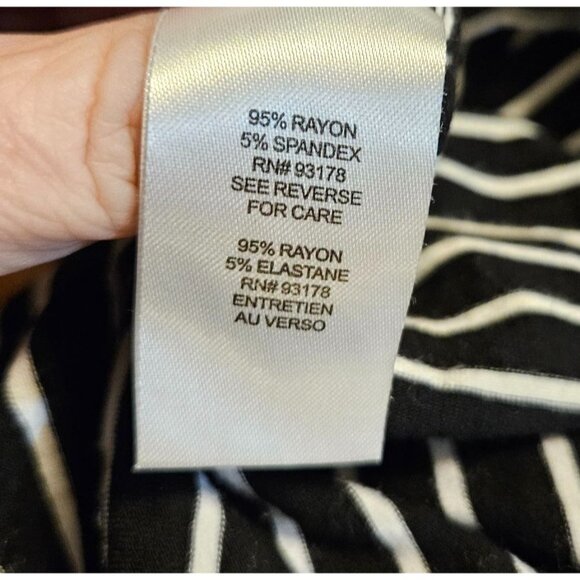 95% RAYON
5% SPANDEX
RN# 93178
SEE REVERSE
FOR CARE
95% RAYON
5% ELASTANE
RN# 93178
ENTRETIEN
AU VERSO